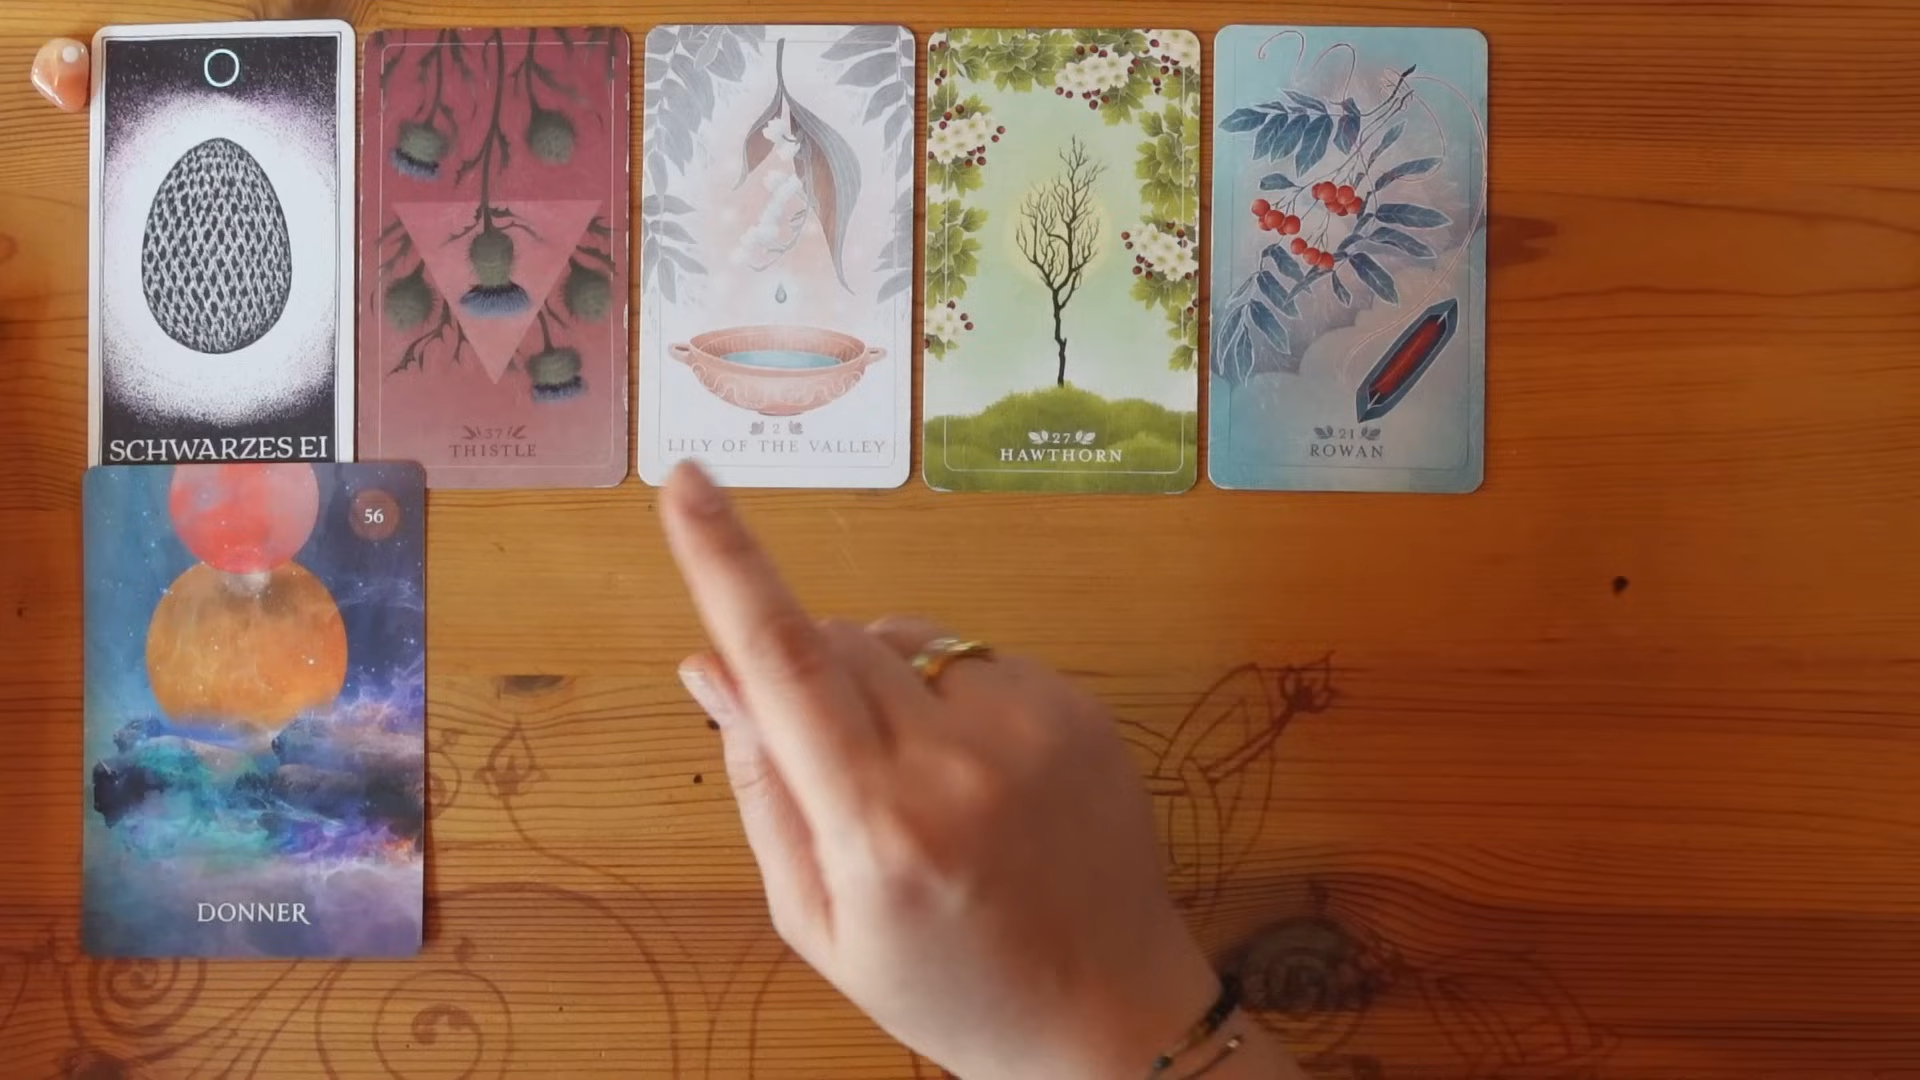 SCHWARZES EI
37
THISTLE
2
LILY OF THE VALLEY
27
HAWTHORN
21
ROWAN
56
DONNER